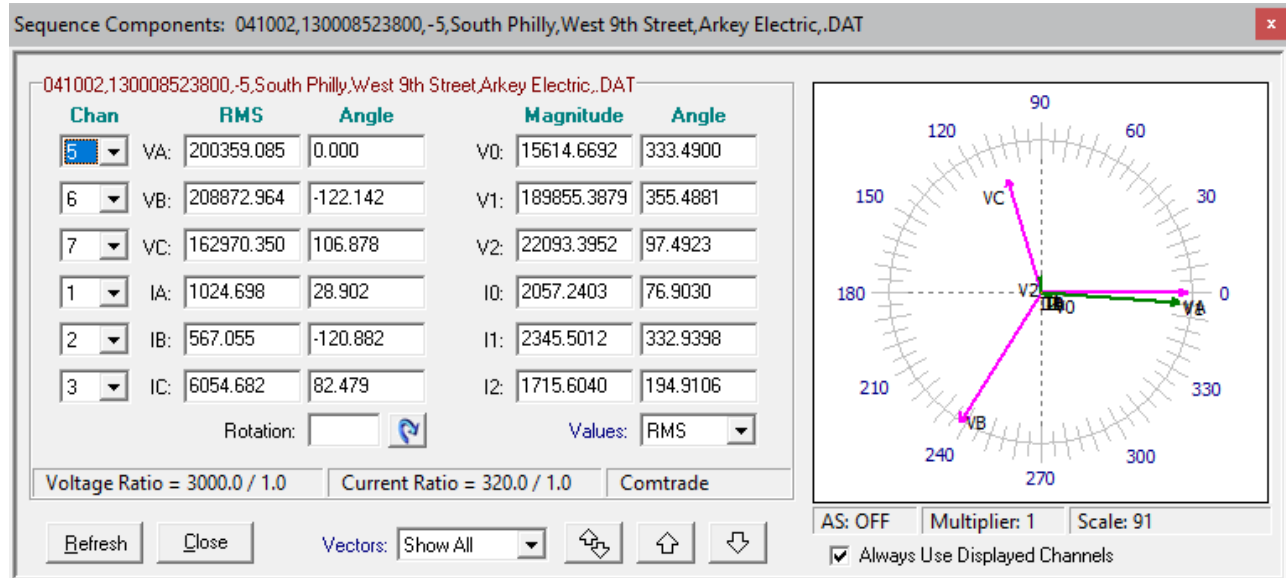 Sequence Components: 041002,130008523800,-5,South Philly,West 9th Street,Arkey Electric,.DAT
x
041002,130008523800,-5,South Philly,West 9th Street,Arkey Electric,.DAT
Chan RMS Angle Magnitude Angle
5 VA: 200359.085 0.000 V0: 15614.6692 333.4900
6 VB: 208872.964 -122.142 V1: 189855.3879 355.4881
7 VC: 162970.350 106.878 V2: 22093.3952 97.4923
1 IA: 1024.698 28.902 I0: 2057.2403 76.9030
2 IB: 567.055 -120.882 I1: 2345.5012 332.9398
3 IC: 6054.682 82.479 I2: 1715.6040 194.9106
Rotation: Values: RMS
Voltage Ratio = 3000.0 / 1.0 Current Ratio = 320.0 / 1.0 Comtrade
Refresh Close Vectors: Show All
90
120 60
150 VC 30
180 V2 0
210 330
VB
240 300
270
AS: OFF Multiplier: 1 Scale: 91
Always Use Displayed Channels